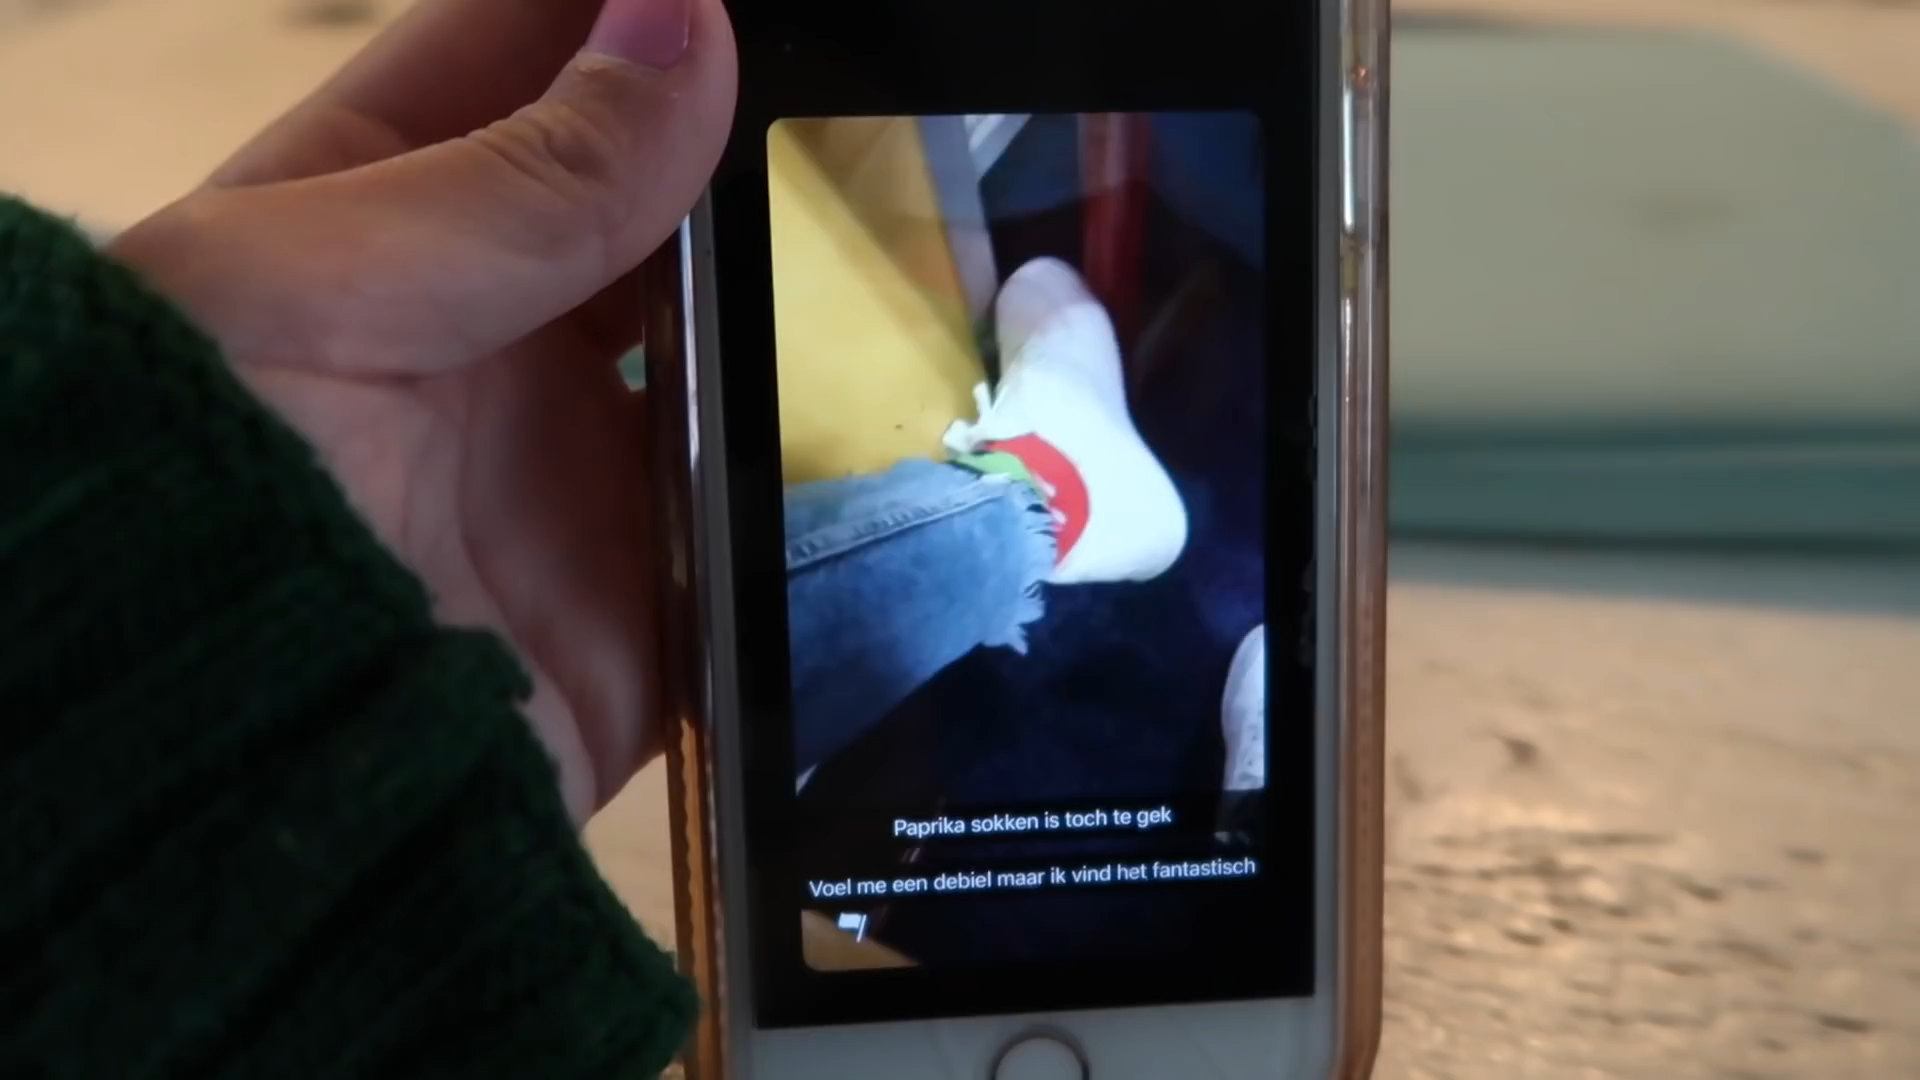 Paprika sokken is toch te gek
Voel me een debiel maar ik vind het fantastisch